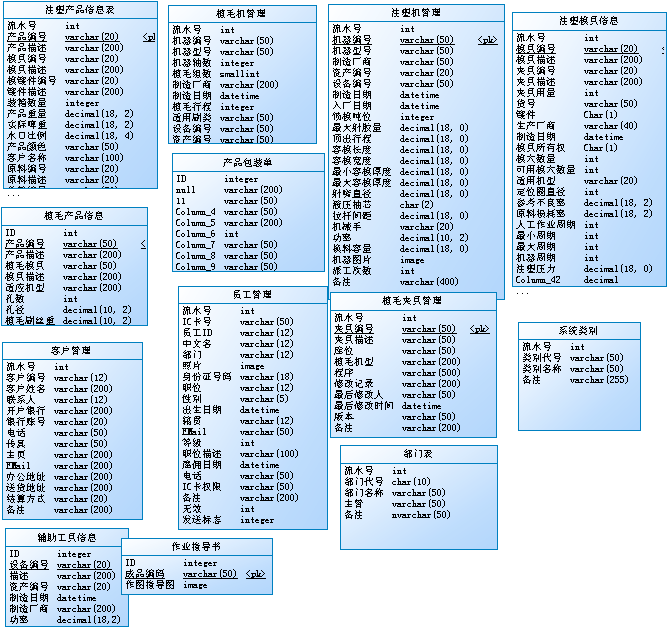 注塑产品信息表
流水号 int
产品编号 varchar(20) <pl
产品描述 varchar(200)
模具编号 varchar(20)
模具描述 varchar(200)
模镶件编号 varchar(20)
镶件描述 varchar(200)
装箱数量 integer
产品重量 decimal(18, 2)
实际啤重 decimal(18, 2)
水口比例 decimal(18, 4)
产品颜色 varchar(50)
客户名称 varchar(100)
原料编号 varchar(20)
原料描述 varchar(200)
...
植毛机管理
流水号 int
机器编号 varchar(50)
机器型号 varchar(50)
机器轴数 integer
植毛组数 smallint
制造厂商 varchar(200)
制造日期 datetime
植毛行程 integer
适用刷类 varchar(50)
设备编号 varchar(50)
资产编号 varchar(50)
注塑机管理
流水号 int
机器编号 varchar(50) <pk>
机器型号 varchar(50)
制造厂商 varchar(50)
资产编号 varchar(50)
设备编号 varchar(50)
制造日期 datetime
入厂日期 datetime
锁模吨位 integer
最大射胶量 decimal(18, 0)
顶出行程 decimal(18, 0)
容模长度 decimal(18, 0)
容模宽度 decimal(18, 0)
最小容模厚度 decimal(18, 0)
最大容模厚度 decimal(18, 0)
射嘴直径 decimal(18, 0)
液压抽芯 char(2)
拉杆间距 decimal(18, 0)
机械手 varchar(20)
功率 decimal(10, 2)
模料容量 decimal(18, 0)
机器图片 image
派工次数 int
备注 varchar(400)
注塑模具信息
流水号 int
模具编号 varchar(20) <
模具描述 varchar(200)
夹具编号 varchar(20)
夹具描述 varchar(200)
夹具用量 int
货号 varchar(50)
镶件 Char(1)
生产厂商 varchar(40)
制造日期 datetime
模具所有权 Char(1)
模穴数量 int
可用模穴数量 int
适用机型 varchar(20)
定位圈直径 int
参考不良率 decimal(18, 2)
原料损耗率 decimal(18, 2)
人工作业周期 int
最小周期 int
最大周期 int
机器周期 int
注塑压力 decimal(18, 0)
Column_42 decimal
...
产品包装单
ID integer
null varchar(200)
11 varchar(50)
Column_4 varchar(50)
Column_5 varchar(200)
Column_6 int
Column_7 varchar(50)
Column_8 varchar(50)
Column_9 varchar(50)
植毛产品信息
ID int
产品编号 varchar(50) <
产品描述 varchar(200)
植毛模具 varchar(50)
模具描述 varchar(200)
适应机型 varchar(200)
孔数 int
孔径 decimal(10, 2)
植毛刷丝重 decimal(10, 2)
员工管理
流水号 int
IC卡号 varchar(50)
员工ID varchar(12)
中文名 varchar(12)
部门 varchar(12)
照片 image
身份证号码 varchar(18)
职位 varchar(12)
性别 varchar(5)
出生日期 datetime
籍贯 varchar(12)
EMail varchar(50)
等级 int
职位描述 varchar(100)
雇佣日期 datetime
电话 varchar(50)
IC卡权限 varchar(50)
备注 varchar(200)
无效 int
发送标志 integer
植毛夹具管理
流水号 int
夹具编号 varchar(50) <pk>
夹具描述 varchar(50)
库位 varchar(50)
植毛机型 varchar(200)
程序 varchar(500)
修改记录 varchar(200)
最后修改人 varchar(50)
最后修改时间 datetime
版本 varchar(50)
备注 varchar(200)
系统类别
流水号 int
类别代号 varchar(50)
类别名称 varchar(50)
备注 varchar(255)
客户管理
流水号 int
客户编号 varchar(12)
客户姓名 varchar(200)
联系人 varchar(12)
开户银行 varchar(200)
银行账号 varchar(20)
电话 varchar(50)
传真 varchar(50)
主页 varchar(200)
EMail varchar(200)
办公地址 varchar(200)
送货地址 varchar(200)
结算方式 varchar(20)
备注 varchar(200)
部门表
流水号 int
部门代号 char(10)
部门名称 varchar(50)
主管 varchar(50)
备注 nvarchar(50)
辅助工具信息
ID integer
设备编号 varchar(20)
描述 varchar(200)
资产编号 varchar(20)
制造日期 datetime
制造厂商 varchar(200)
功率 decimal(18,2)
作业指导书
ID integer
成品编码 varchar(50) <pk>
作图指导图 image